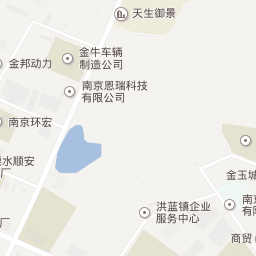 天生御景
金牛车辆
制造公司
金邦动力
南京恩瑞科技
有限公司
南京环宏
水顺安
厂
金玉城
洪蓝镇企业
服务中心
南京
有限
商贸
厂